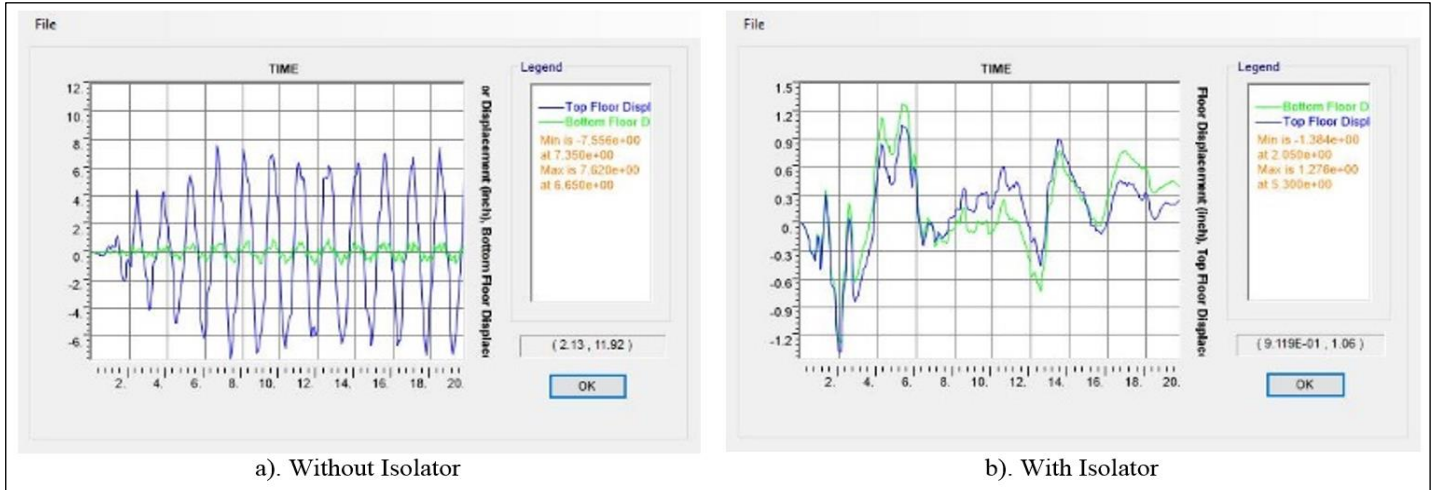 File
TIME
12.
10.
8.
6.
4.
2.
0.
-2.
-4.
-6.
2. 4. 6. 8. 10. 12. 14. 16. 18. 20.
or Displacement (inch), Bottom Floor Displace
Legend
Top Floor Displ
Bottom Floor D
Min is -7.556e+00
at 7.350e+00
Max is 7.620e+00
at 6.650e+00
( 2.13 , 11.92 )
OK
a). Without Isolator
File
TIME
1.5
1.2
0.9
0.6
0.3
0.
-0.3
-0.6
-0.9
-1.2
2. 4. 6. 8. 10. 12. 14. 16. 18. 20.
Floor Displacement (inch), Top Floor Displace
Legend
Bottom Floor D
Top Floor Displ
Min is -1.384e+00
at 2.050e+00
Max is 1.276e+00
at 5.300e+00
( 9.119E-01 , 1.06 )
OK
b). With Isolator